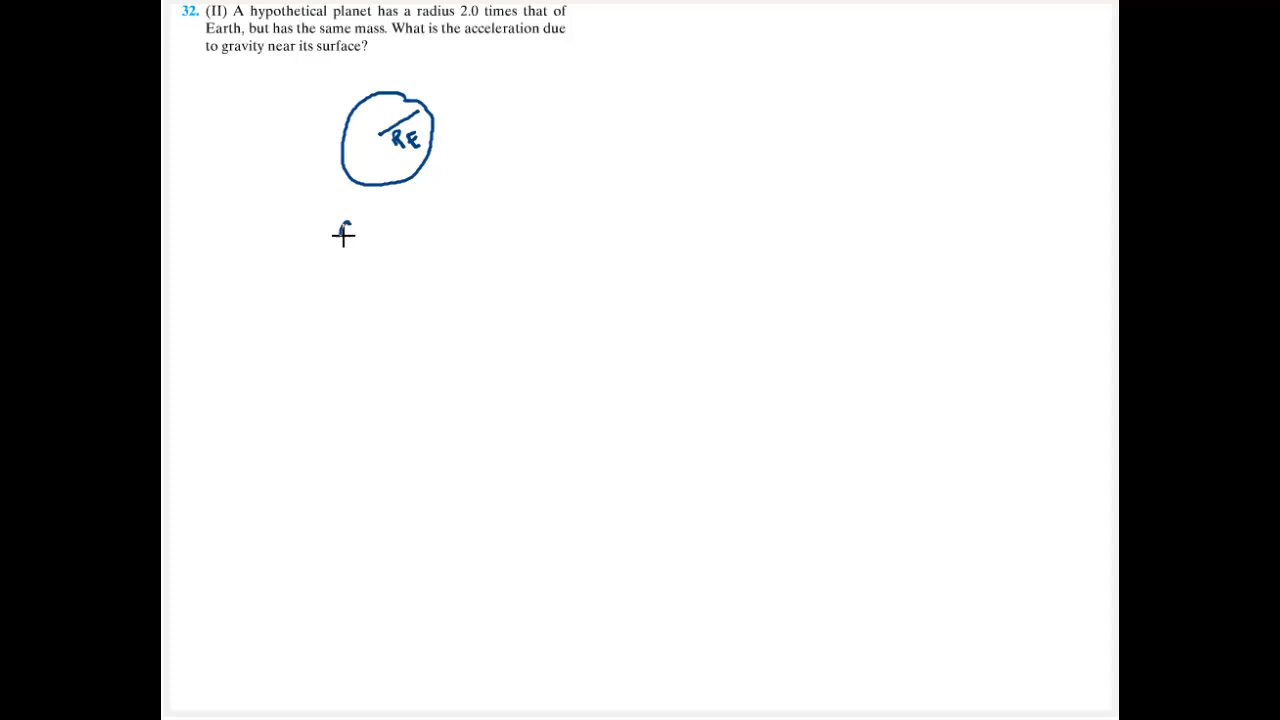 32. (II) A hypothetical planet has a radius 2.0 times that of
Earth, but has the same mass. What is the acceleration due
to gravity near its surface?
RE